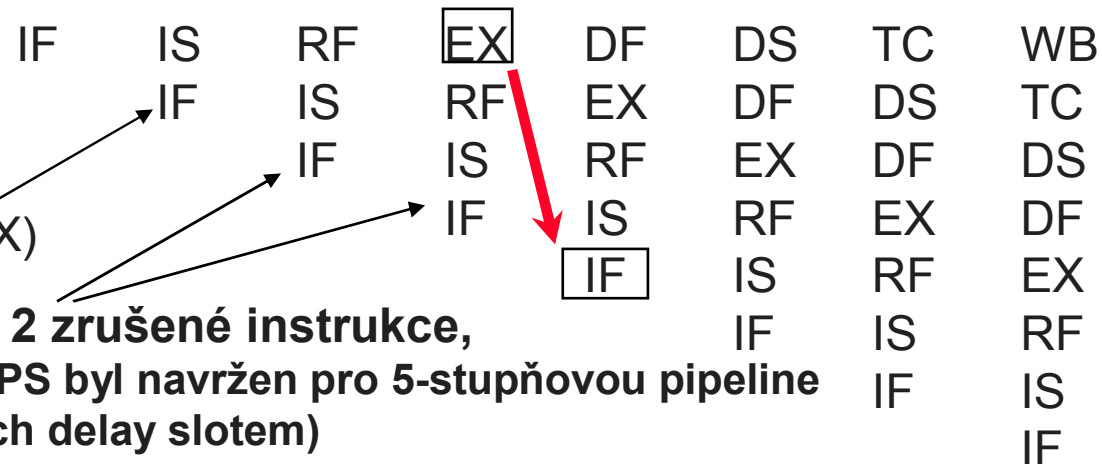 IF IS RF EX DF DS TC WB
IF IS RF EX DF DS TC
IF IS RF EX DF DS
X) IF IS RF EX DF
IF IS RF EX
2 zrušené instrukce, IF IS RF
PS byl navržen pro 5-stupňovou pipeline IF IS
ch delay slotem) IF